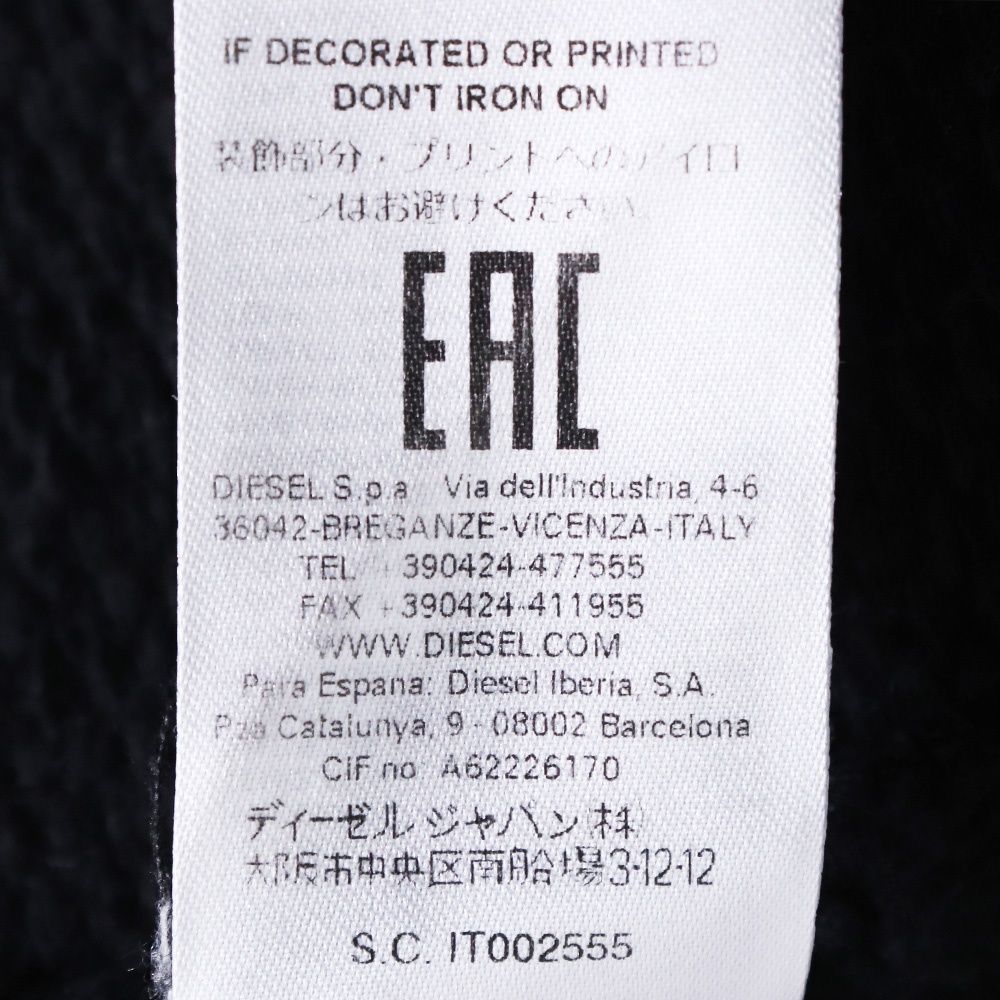 IF DECORATED OR PRINTED
DON'T IRON ON
装飾部分・プリントへのアイロ
ンはお避けください。
EAC
DIESEL S.p.a Via dell'Industria, 4-6
36042-BREGANZE-VICENZA-ITALY
TEL +390424-477555
FAX +390424-411955
WWW.DIESEL.COM
Para Espana: Diesel Iberia, S.A.
Pza Catalunya, 9 - 08002 Barcelona
CIF no A62226170
ディーゼル ジャパン 株
大阪市中央区南船場3-12-12
S.C. IT002555